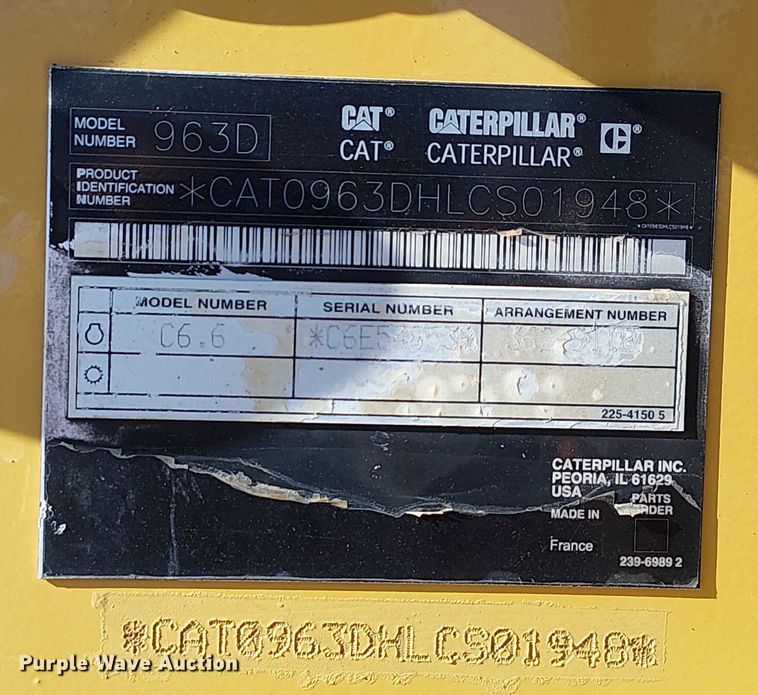 MODEL NUMBER 963D
CAT® CATERPILLAR® ®
CAT® CATERPILLAR®
PRODUCT IDENTIFICATION NUMBER *CAT0963DHLCS01948*
*CAT0963DHLCS01948*
MODEL NUMBER SERIAL NUMBER ARRANGEMENT NUMBER
C6.6
225-4150 5
CATERPILLAR INC.
PEORIA, IL 61629
USA
PARTS
MADE IN
France
239-6989 2
*CAT0963DHLCS01948*
Purple Wave Auction